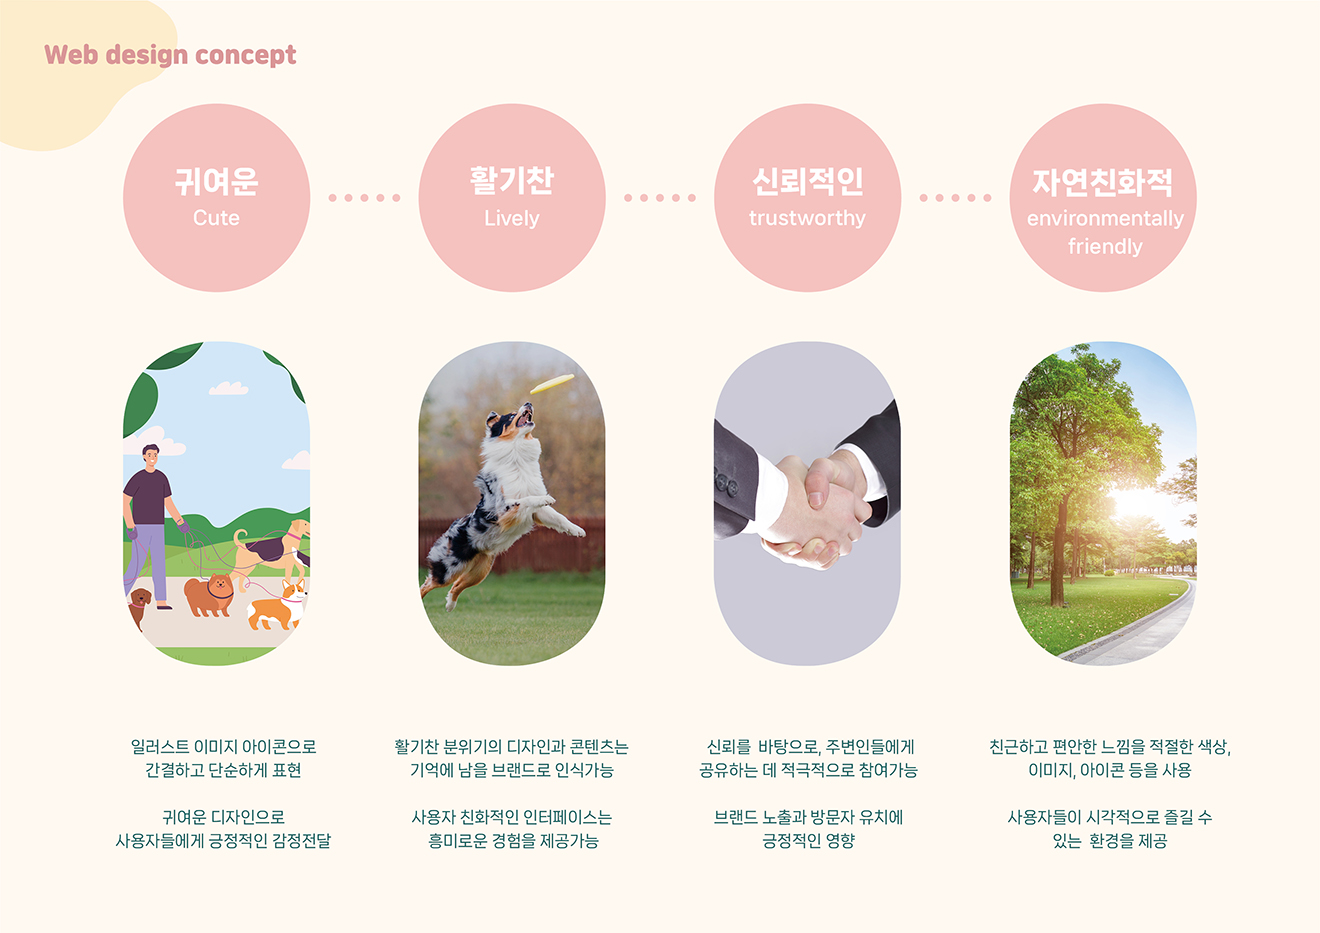 Web design concept
귀여운
Cute
활기찬
Lively
신뢰적인
trustworthy
자연친화적
environmentally
friendly
일러스트 이미지 아이콘으로
간결하고 단순하게 표현
귀여운 디자인으로
사용자들에게 긍정적인 감정전달
활기찬 분위기의 디자인과 콘텐츠는
기억에 남을 브랜드로 인식가능
사용자 친화적인 인터페이스는
흥미로운 경험을 제공가능
신뢰를 바탕으로, 주변인들에게
공유하는 데 적극적으로 참여가능
브랜드 노출과 방문자 유치에
긍정적인 영향
친근하고 편안한 느낌을 적절한 색상,
이미지, 아이콘 등을 사용
사용자들이 시각적으로 즐길 수
있는 환경을 제공